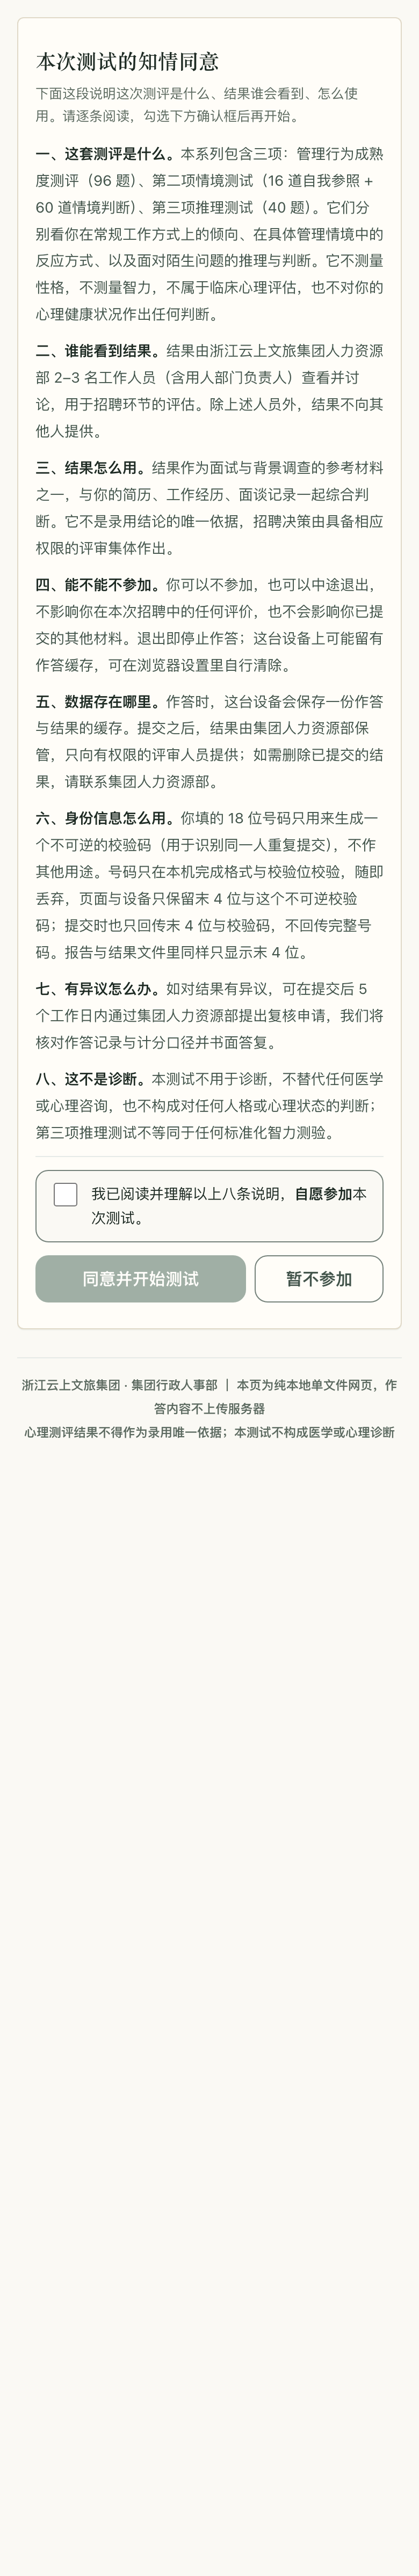 本次测试的知情同意
下面这段说明这次测评是什么、结果谁会看到、怎么使
用。请逐条阅读，勾选下方确认框后再开始。
一、这套测评是什么。本系列包含三项：管理行为成熟
度测评（96 题）、第二项情境测试（16 道自我参照 +
60 道情境判断）、第三项推理测试（40 题）。它们分
别看你在常规工作方式上的倾向、在具体管理情境中的
反应方式、以及面对陌生问题的推理与判断。它不测量
性格，不测量智力，不属于临床心理评估，也不对你的
心理健康状况作出任何判断。
二、谁能看到结果。结果由浙江云上文旅集团人力资源
部 2–3 名工作人员（含用人部门负责人）查看并讨
论，用于招聘环节的评估。除上述人员外，结果不向其
他人提供。
三、结果怎么用。结果作为面试与背景调查的参考材料
之一，与你的简历、工作经历、面谈记录一起综合判
断。它不是录用结论的唯一依据，招聘决策由具备相应
权限的评审集体作出。
四、能不能不参加。你可以不参加，也可以中途退出，
不影响你在本次招聘中的任何评价，也不会影响你已提
交的其他材料。退出即停止作答；这台设备上可能留有
作答缓存，可在浏览器设置里自行清除。
五、数据存在哪里。作答时，这台设备会保存一份作答
与结果的缓存。提交之后，结果由集团人力资源部保
管，只向有权限的评审人员提供；如需删除已提交的结
果，请联系集团人力资源部。
六、身份信息怎么用。你填的 18 位号码只用来生成一
个不可逆的校验码（用于识别同一人重复提交），不作
其他用途。号码只在本机完成格式与校验位校验，随即
丢弃，页面与设备只保留末 4 位与这个不可逆校验
码；提交时也只回传末 4 位与校验码，不回传完整号
码。报告与结果文件里同样只显示末 4 位。
七、有异议怎么办。如对结果有异议，可在提交后 5
个工作日内通过集团人力资源部提出复核申请，我们将
核对作答记录与计分口径并书面答复。
八、这不是诊断。本测试不用于诊断，不替代任何医学
或心理咨询，也不构成对任何人格或心理状态的判断；
第三项推理测试不等同于任何标准化智力测验。
我已阅读并理解以上八条说明，自愿参加本
次测试。
同意并开始测试
暂不参加
浙江云上文旅集团 · 集团行政人事部 ｜ 本页为纯本地单文件网页，作
答内容不上传服务器
心理测评结果不得作为录用唯一依据；本测试不构成医学或心理诊断